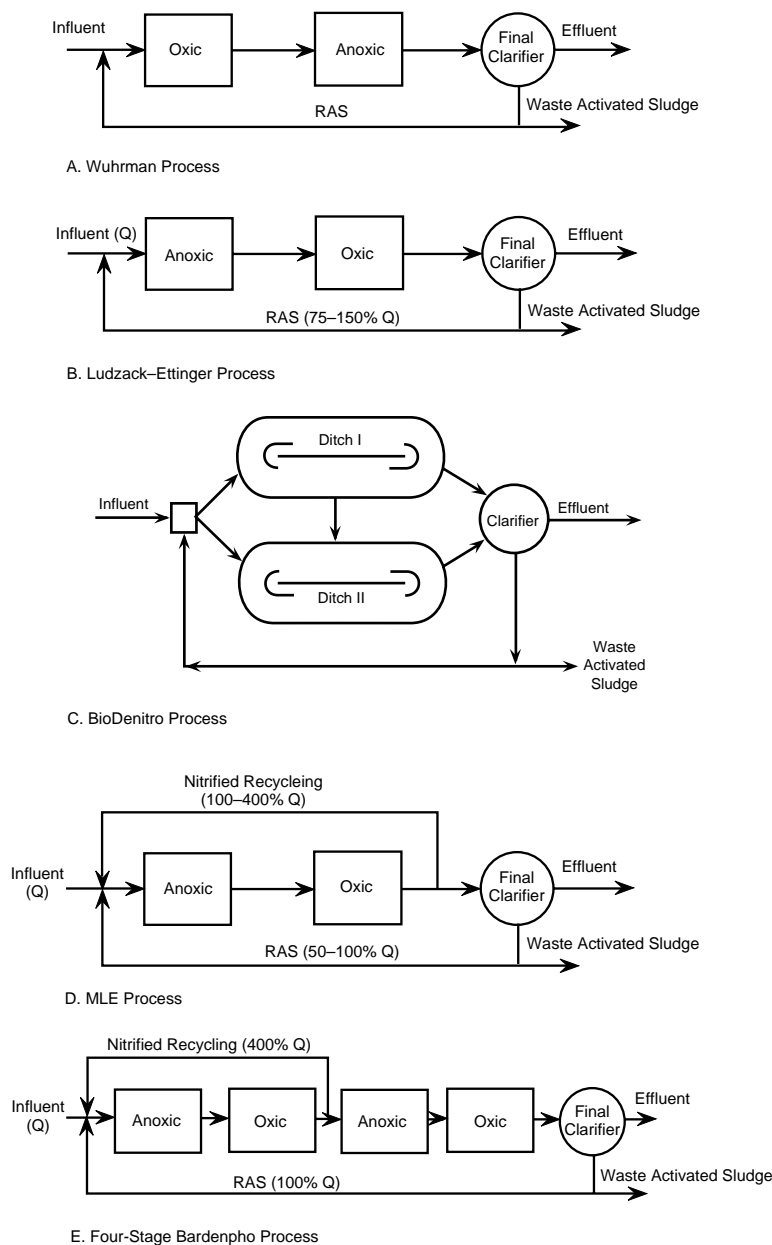 Influent
Oxic
Anoxic
Final
Clarifier
Effluent
Waste Activated Sludge
RAS
A. Wuhrman Process
Influent (Q)
Anoxic
Oxic
Final
Clarifier
Effluent
Waste Activated Sludge
RAS (75–150% Q)
B. Ludzack–Ettinger Process
Ditch I
Influent
Clarifier
Effluent
Ditch II
Waste
Activated
Sludge
C. BioDenitro Process
Nitrified Recycleing
(100–400% Q)
Influent
(Q)
Anoxic
Oxic
Final
Clarifier
Effluent
Waste Activated Sludge
RAS (50–100% Q)
D. MLE Process
Nitrified Recycling (400% Q)
Influent
(Q)
Anoxic
Oxic
Anoxic
Oxic
Final
Clarifier
Effluent
Waste Activated Sludge
RAS (100% Q)
E. Four-Stage Bardenpho Process